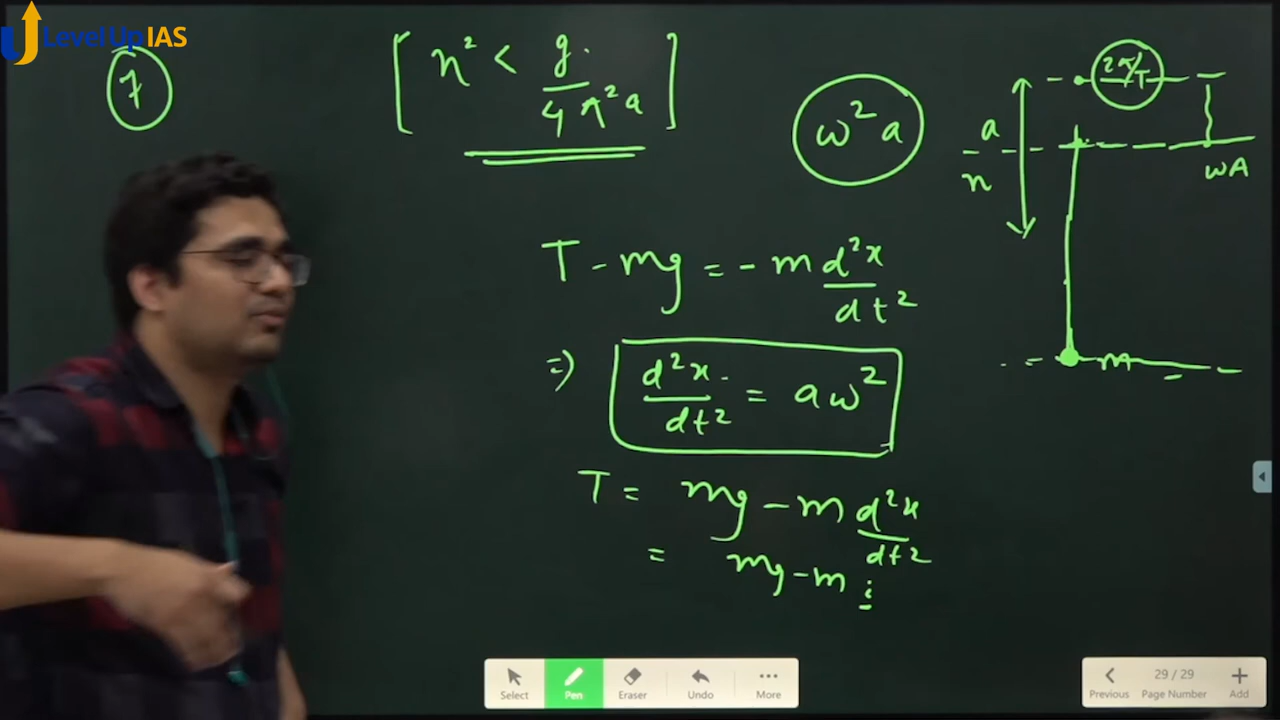 Level Up IAS
7
[ n² < g / 4π²a ]
ω²a
2π/T
a
n
ωA
m
T - mg = - m d²x/dt²
=) d²x/dt² = aω²
T = mg - m d²x/dt²
= mg - m
Select Pen Eraser Undo More
29 / 29
Previous Page Number Add